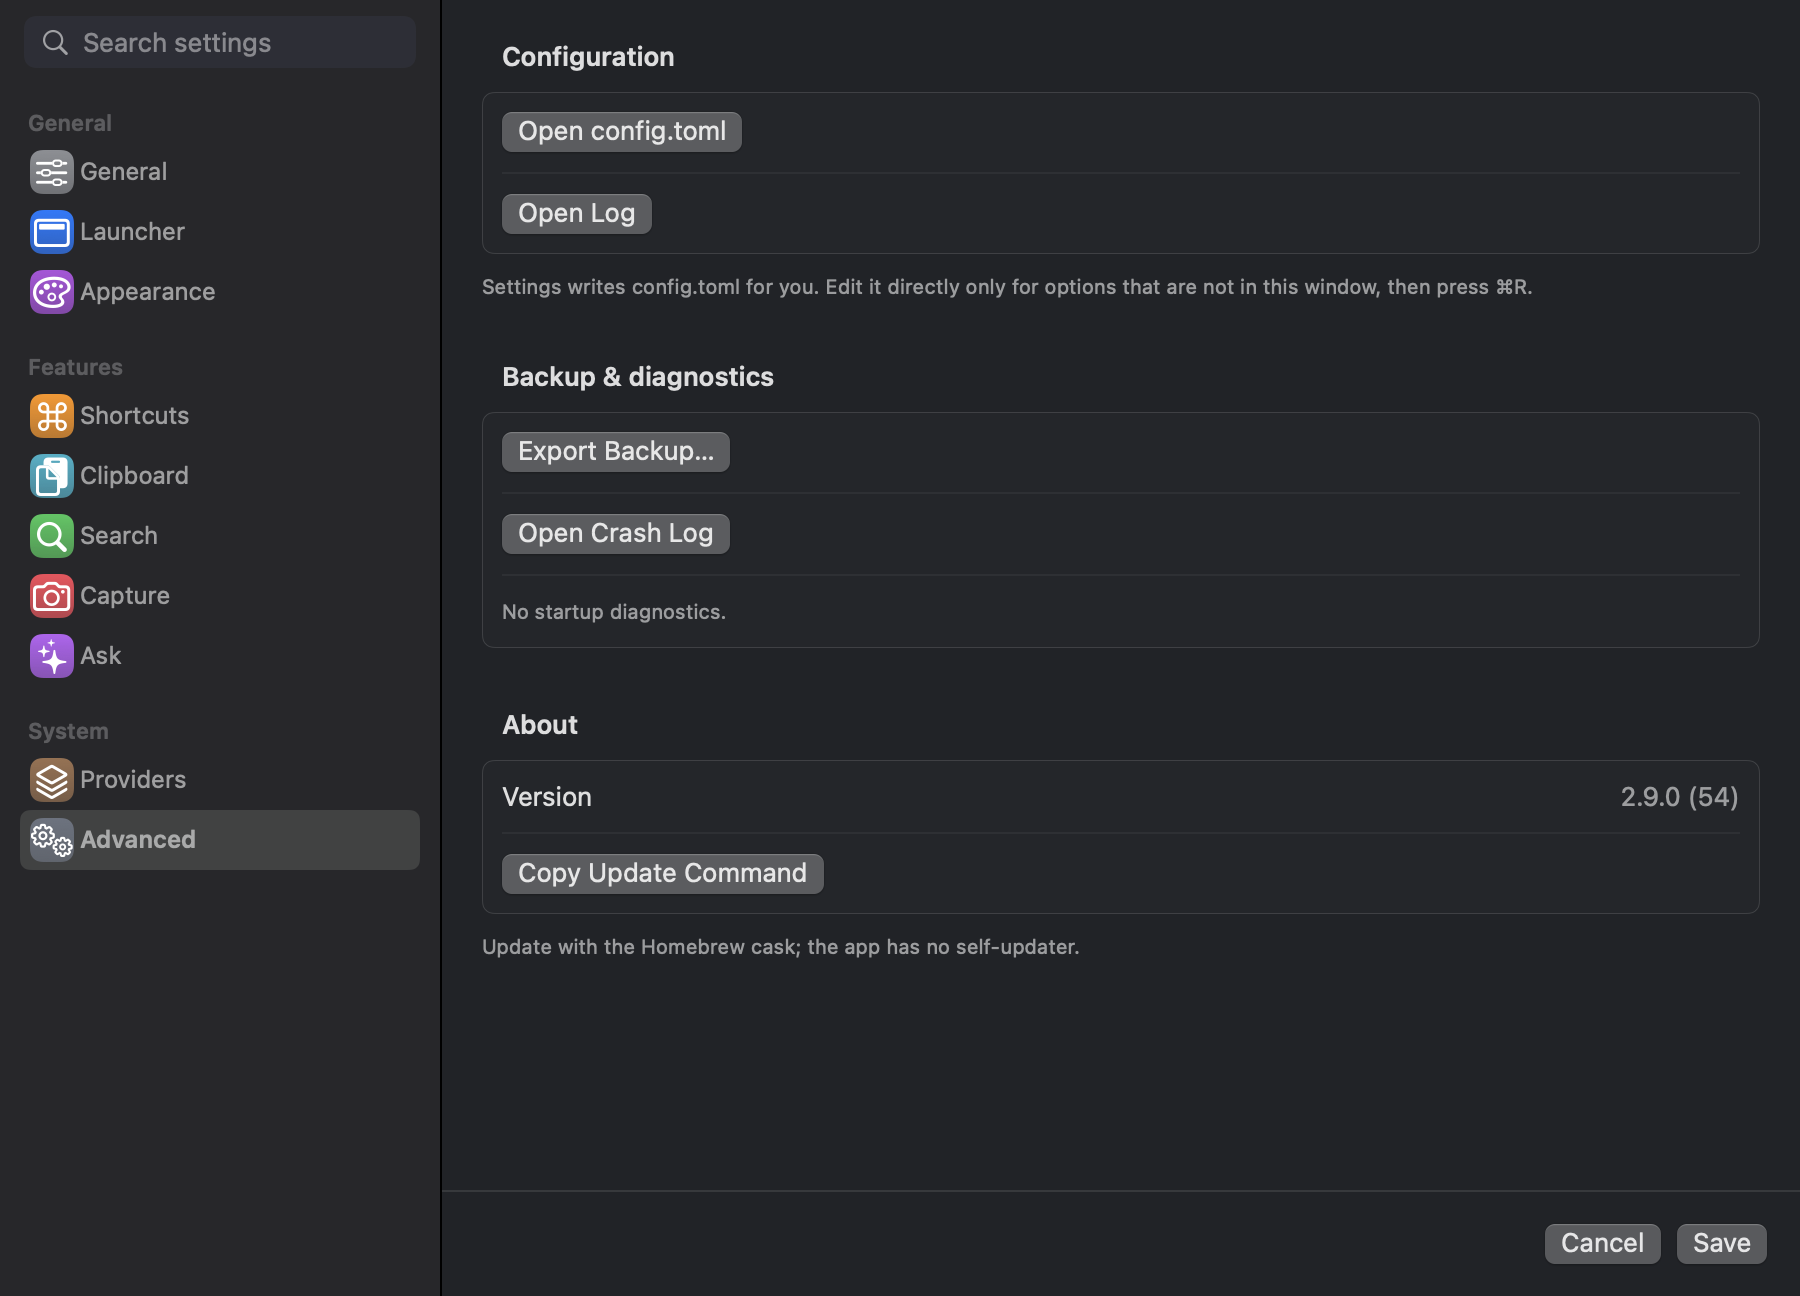 Search settings
General
General
Launcher
Appearance
Features
Shortcuts
Clipboard
Search
Capture
Ask
System
Providers
Advanced
Configuration
Open config.toml
Open Log
Settings writes config.toml for you. Edit it directly only for options that are not in this window, then press ⌘R.
Backup & diagnostics
Export Backup...
Open Crash Log
No startup diagnostics.
About
Version 2.9.0 (54)
Copy Update Command
Update with the Homebrew cask; the app has no self-updater.
Cancel Save